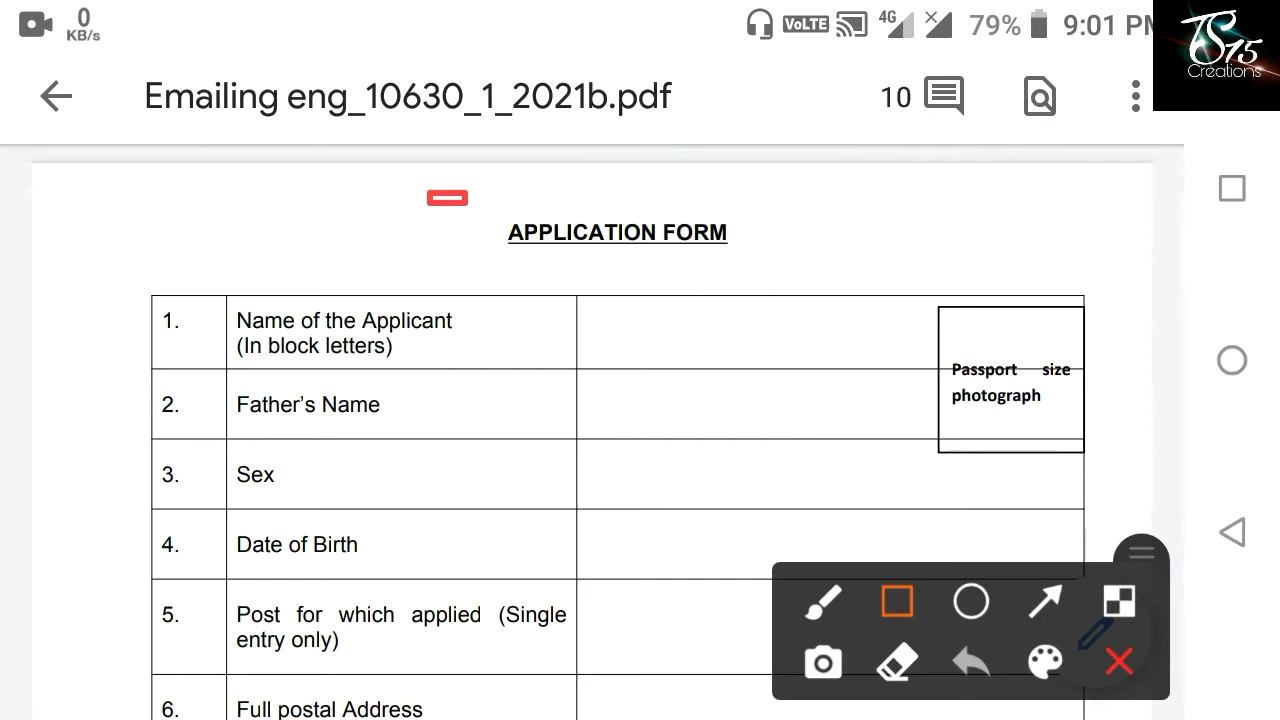 0
KB/s
VoLTE
4G
79%
9:01 PM
TS15
Creations
Emailing eng_10630_1_2021b.pdf
10
APPLICATION FORM
1.
Name of the Applicant
(In block letters)
Passport size
photograph
2.
Father's Name
3.
Sex
4.
Date of Birth
5.
Post for which applied (Single
entry only)
6.
Full postal Address